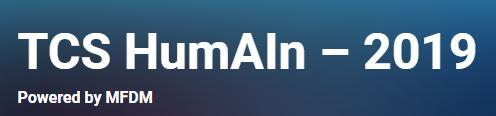 TCS HumAIn – 2019
Powered by MFDM